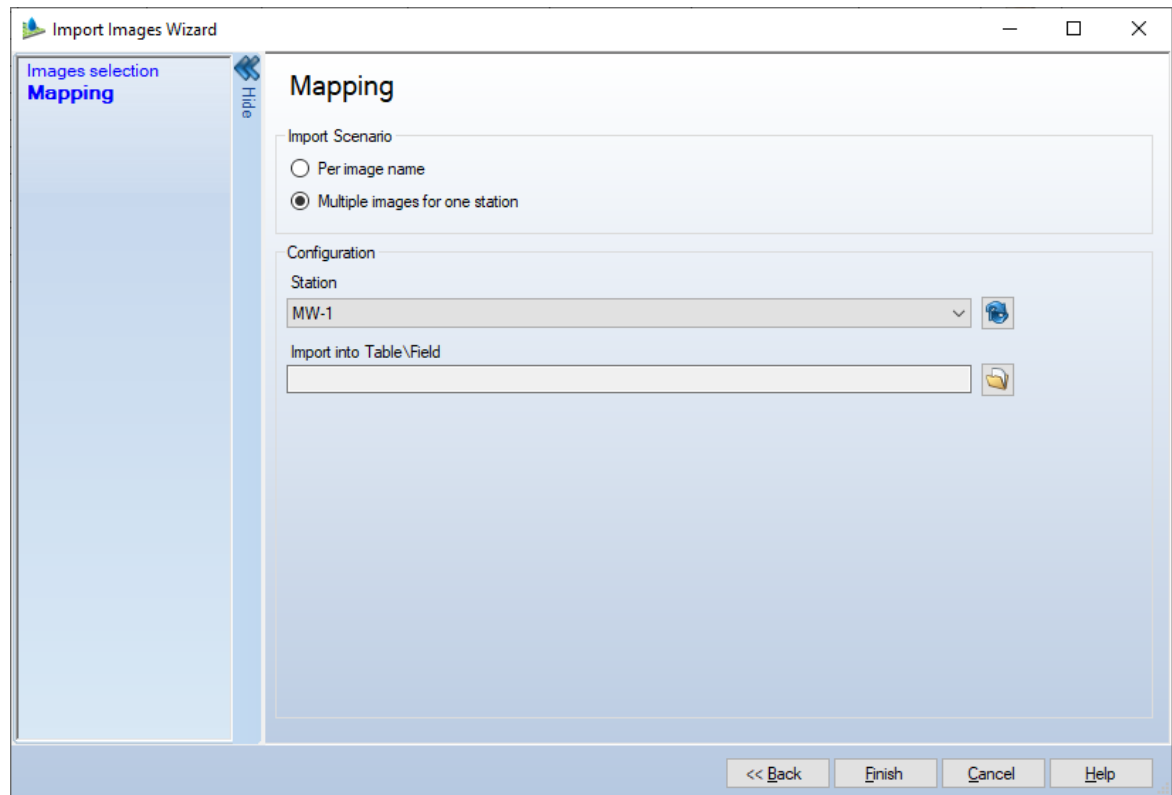 Import Images Wizard
Images selection
Mapping
Hide
Mapping
Import Scenario
Per image name
Multiple images for one station
Configuration
Station
MW-1
Import into Table\Field
<< Back
Finish
Cancel
Help